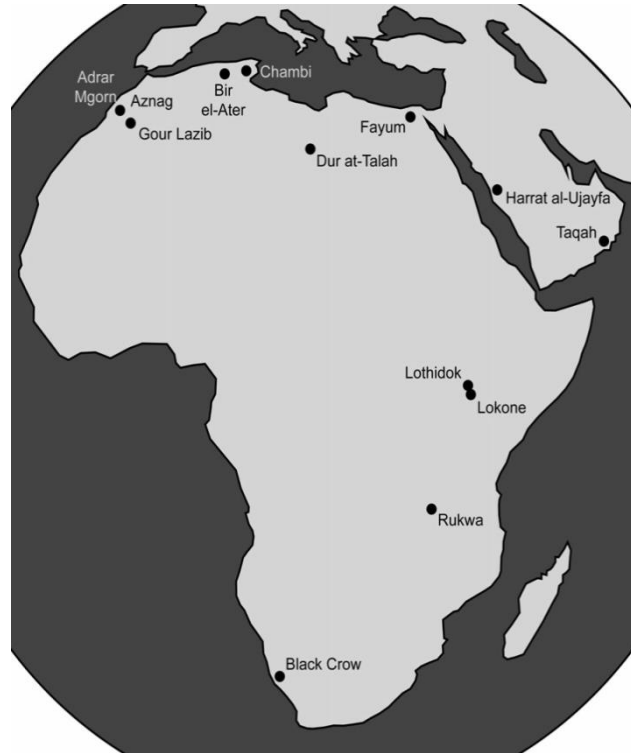 Chambi
Adrar
Mgorn
Aznag
Bir
el-Ater
Gour Lazib
Fayum
Dur at-Talah
Harrat al-Ujayfa
Taqah
Lothidok
Lokone
Rukwa
Black Crow